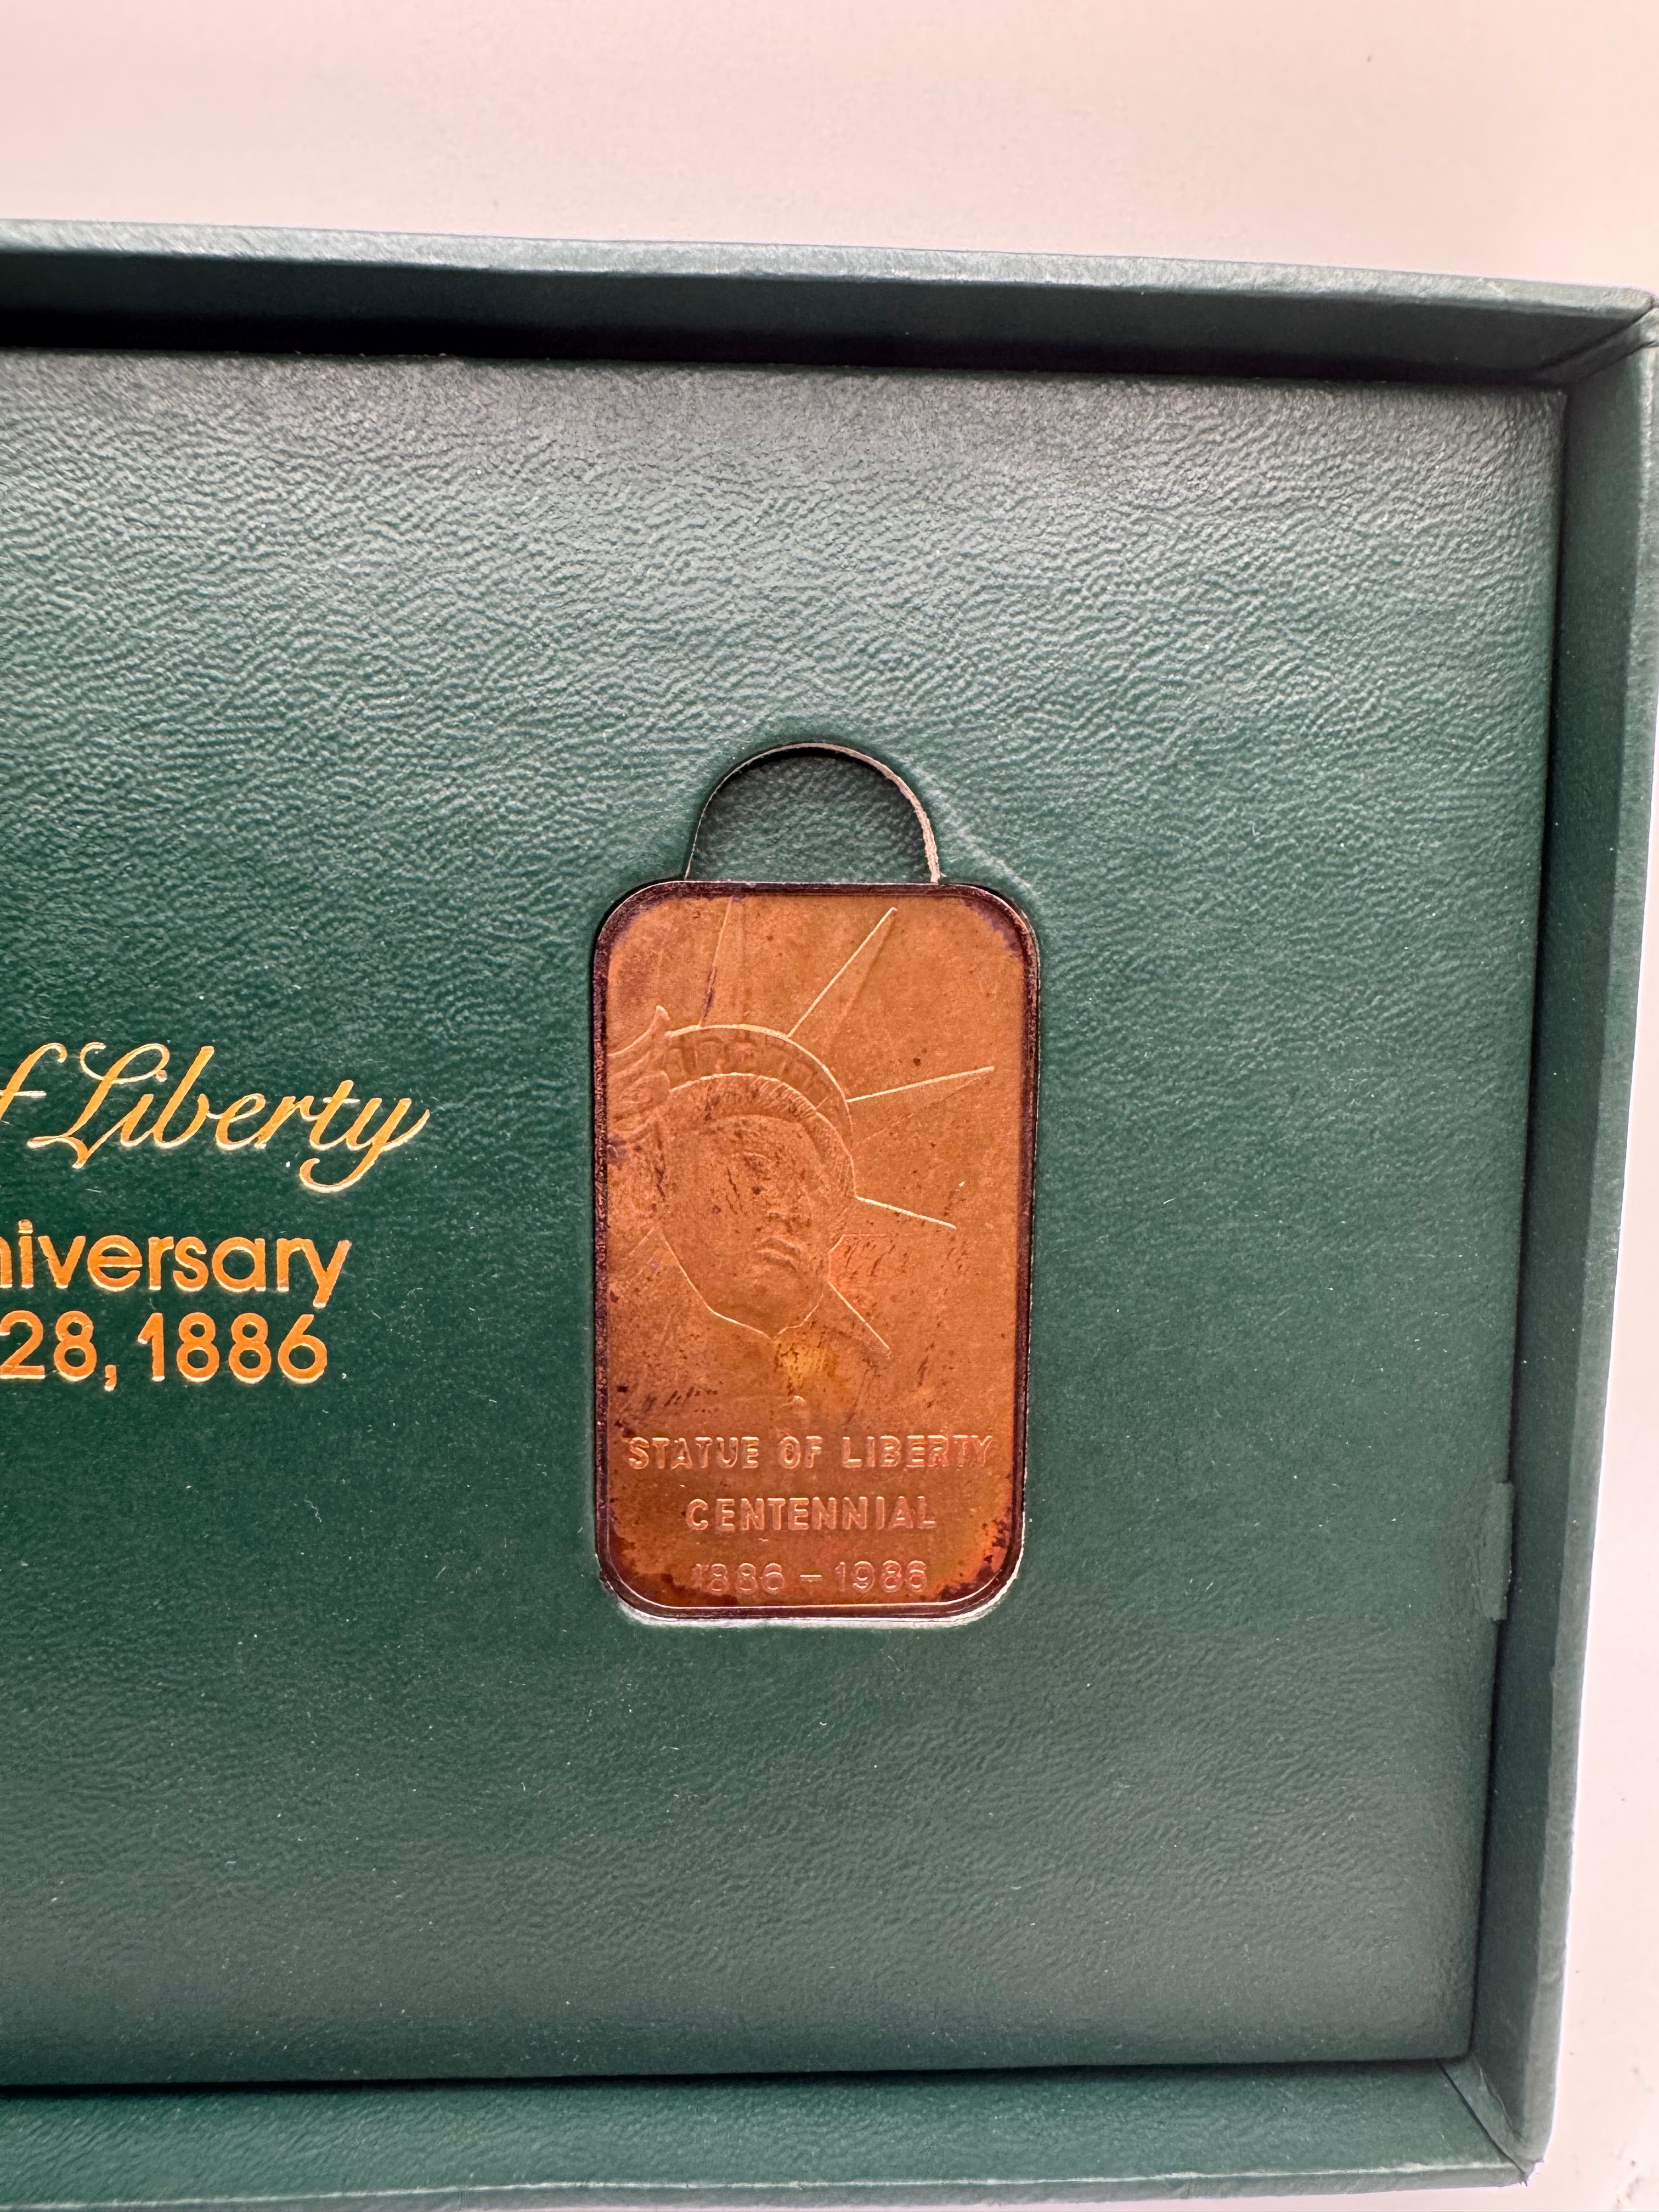 f Liberty
niversary
28, 1886
STATUE OF LIBERTY
CENTENNIAL
1886 - 1986